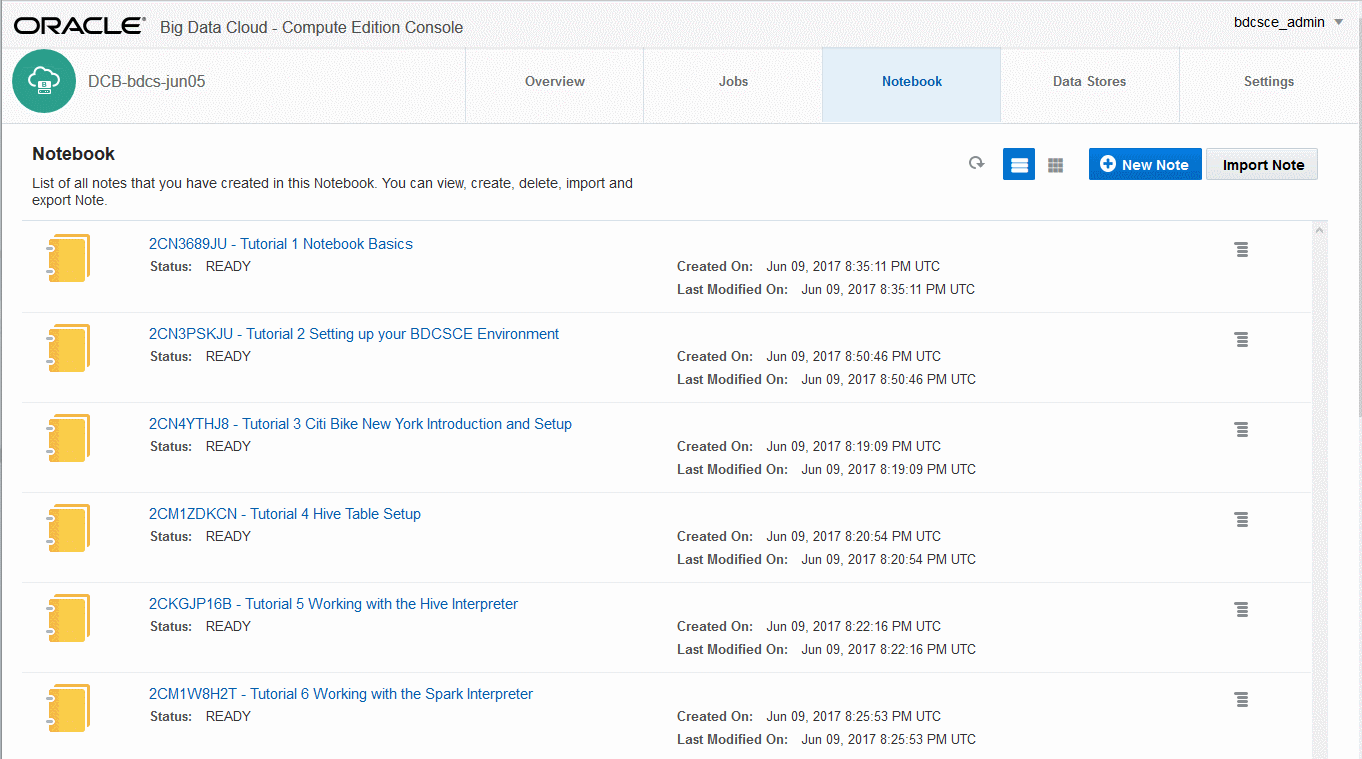 ORACLE® Big Data Cloud - Compute Edition Console
bdcsce_admin
DCB-bdcs-jun05
Overview
Jobs
Notebook
Data Stores
Settings
Notebook
List of all notes that you have created in this Notebook. You can view, create, delete, import and
export Note.
New Note
Import Note
2CN3689JU - Tutorial 1 Notebook Basics
Status: READY
Created On: Jun 09, 2017 8:35:11 PM UTC
Last Modified On: Jun 09, 2017 8:35:11 PM UTC
2CN3PSKJU - Tutorial 2 Setting up your BDCSCE Environment
Status: READY
Created On: Jun 09, 2017 8:50:46 PM UTC
Last Modified On: Jun 09, 2017 8:50:46 PM UTC
2CN4YTHJ8 - Tutorial 3 Citi Bike New York Introduction and Setup
Status: READY
Created On: Jun 09, 2017 8:19:09 PM UTC
Last Modified On: Jun 09, 2017 8:19:09 PM UTC
2CM1ZDKCN - Tutorial 4 Hive Table Setup
Status: READY
Created On: Jun 09, 2017 8:20:54 PM UTC
Last Modified On: Jun 09, 2017 8:20:54 PM UTC
2CKGJP16B - Tutorial 5 Working with the Hive Interpreter
Status: READY
Created On: Jun 09, 2017 8:22:16 PM UTC
Last Modified On: Jun 09, 2017 8:22:16 PM UTC
2CM1W8H2T - Tutorial 6 Working with the Spark Interpreter
Status: READY
Created On: Jun 09, 2017 8:25:53 PM UTC
Last Modified On: Jun 09, 2017 8:25:53 PM UTC